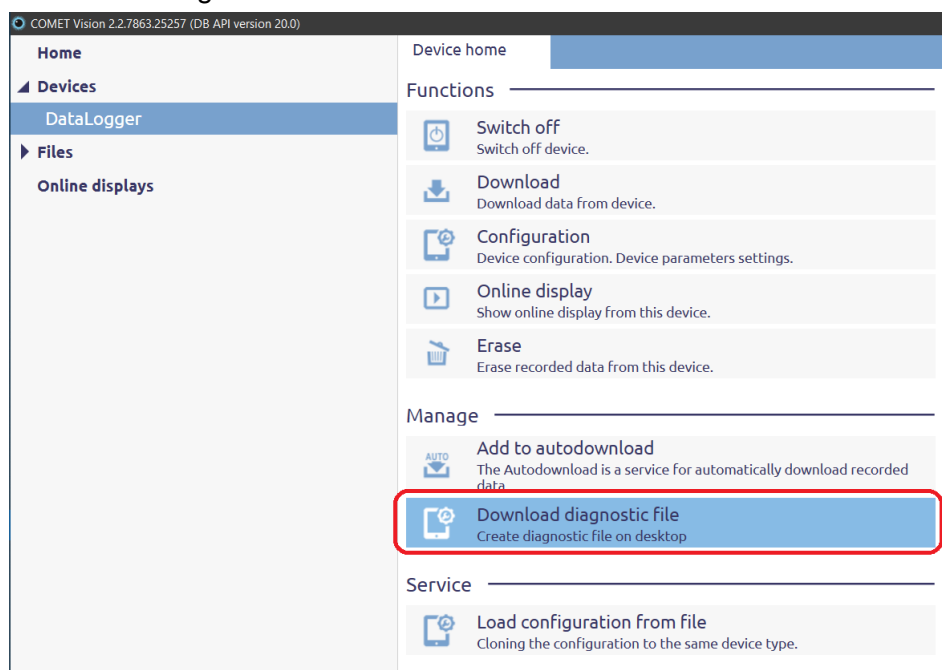 COMET Vision 2.2.7863.25257 (DB API version 20.0)
Home
Devices
DataLogger
Files
Online displays
Device home
Functions
Switch off
Switch off device.
Download
Download data from device.
Configuration
Device configuration. Device parameters settings.
Online display
Show online display from this device.
Erase
Erase recorded data from this device.
Manage
AUTO
Add to autodownload
The Autodownload is a service for automatically download recorded
data
Download diagnostic file
Create diagnostic file on desktop
Service
Load configuration from file
Cloning the configuration to the same device type.